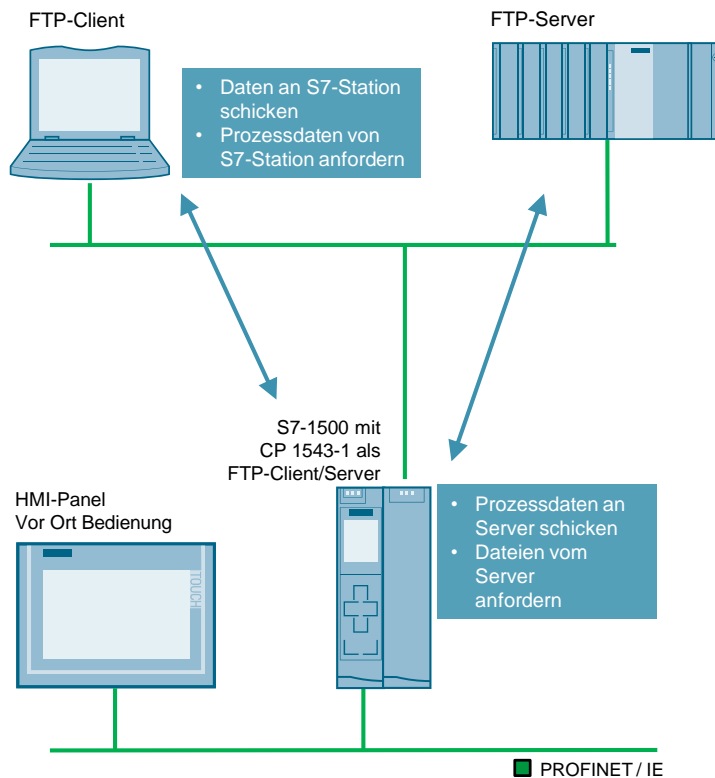 FTP-Client
FTP-Server
• Daten an S7-Station
schicken
• Prozessdaten von
S7-Station anfordern
S7-1500 mit
CP 1543-1 als
FTP-Client/Server
HMI-Panel
Vor Ort Bedienung
TOUCH
• Prozessdaten an
Server schicken
• Dateien vom
Server
anfordern
PROFINET / IE